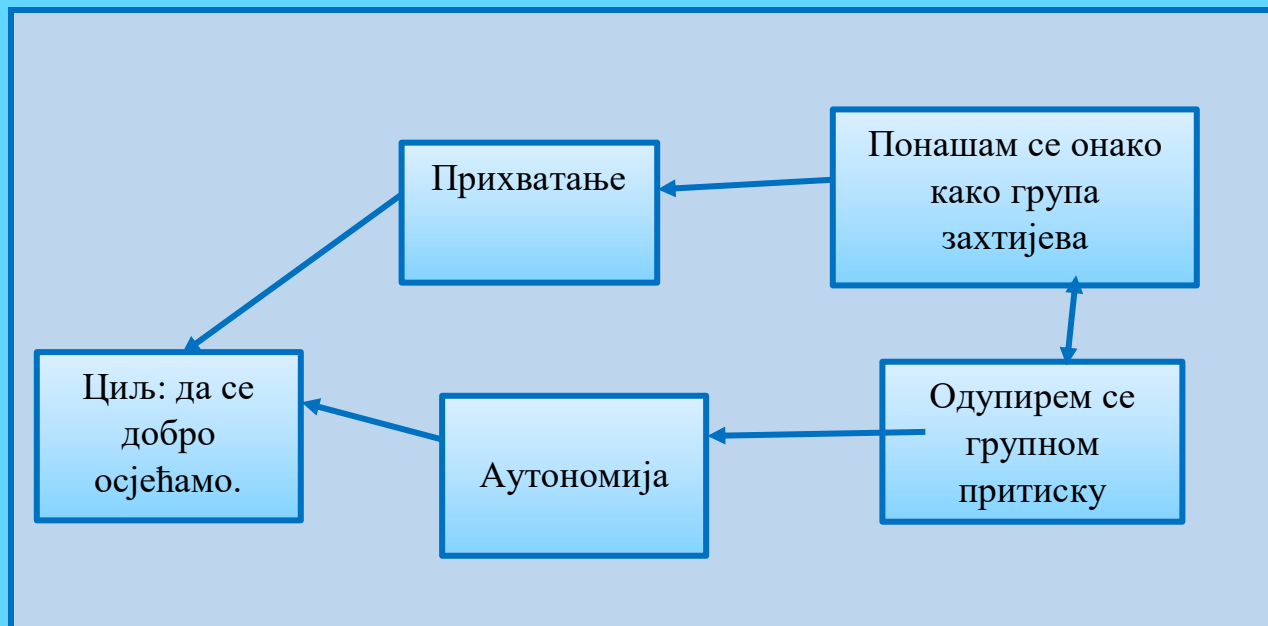 Прихватање
Понашам се онако
како група
захтијева
Циљ: да се
добро
осјећамо.
Аутономија
Одупирем се
групном
притиску